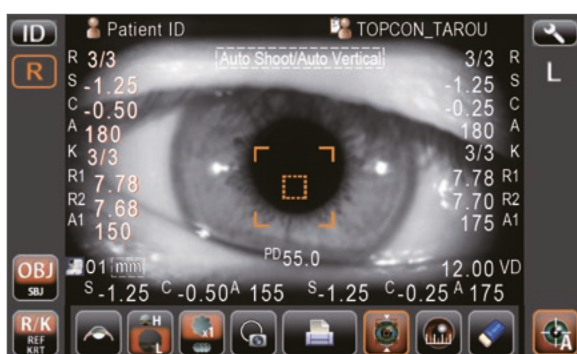 ID Patient ID TOPCON_TAROU
R R 3/3 Auto Shoot/Auto Vertical 3/3 R L
S -1.25 -1.25 S
C -0.50 -0.25 C
A 180 180 A
K 3/3 3/3 K
R1 7.78 7.78 R1
R2 7.68 7.70 R2
A1 150 175 A1
PD 55.0
OBJ SBJ 01 mm 12.00 VD
S -1.25 C -0.50 A 155 S -1.25 C -0.25 A 175
R/K REF KRT H L x1 A